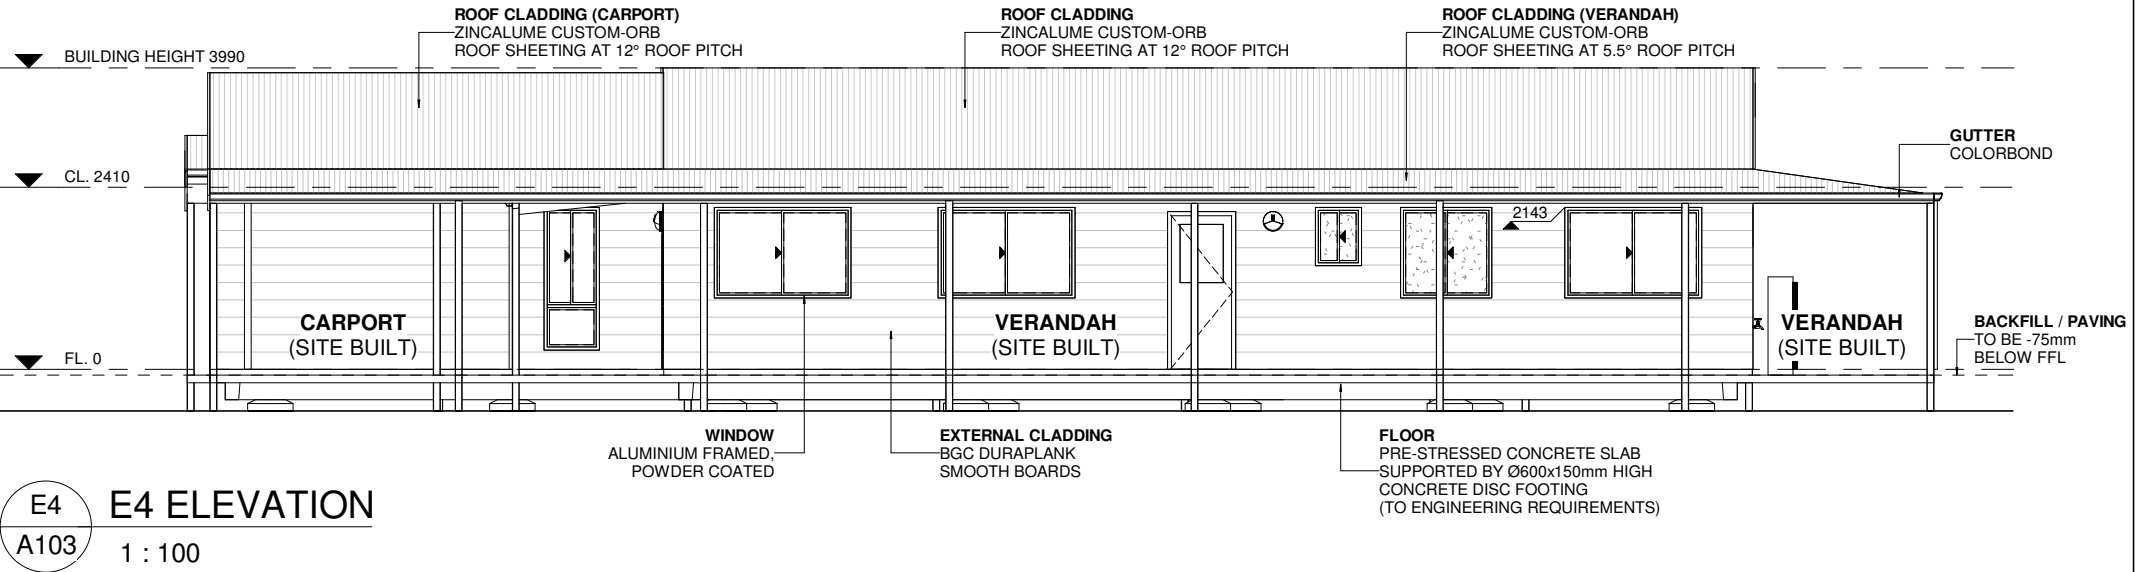 ROOF CLADDING (CARPORT)
ZINCALUME CUSTOM-ORB
ROOF SHEETING AT 12° ROOF PITCH
ROOF CLADDING
ZINCALUME CUSTOM-ORB
ROOF SHEETING AT 12° ROOF PITCH
ROOF CLADDING (VERANDAH)
ZINCALUME CUSTOM-ORB
ROOF SHEETING AT 5.5° ROOF PITCH
BUILDING HEIGHT 3990
GUTTER
COLORBOND
CL. 2410
2143
CARPORT
(SITE BUILT)
VERANDAH
(SITE BUILT)
VERANDAH
(SITE BUILT)
BACKFILL / PAVING
TO BE -75mm
BELOW FFL
FL. 0
WINDOW
ALUMINIUM FRAMED,
POWDER COATED
EXTERNAL CLADDING
BGC DURAPLANK
SMOOTH BOARDS
FLOOR
PRE-STRESSED CONCRETE SLAB
SUPPORTED BY Ø600x150mm HIGH
CONCRETE DISC FOOTING
(TO ENGINEERING REQUIREMENTS)
E4
A103
E4 ELEVATION
1 : 100